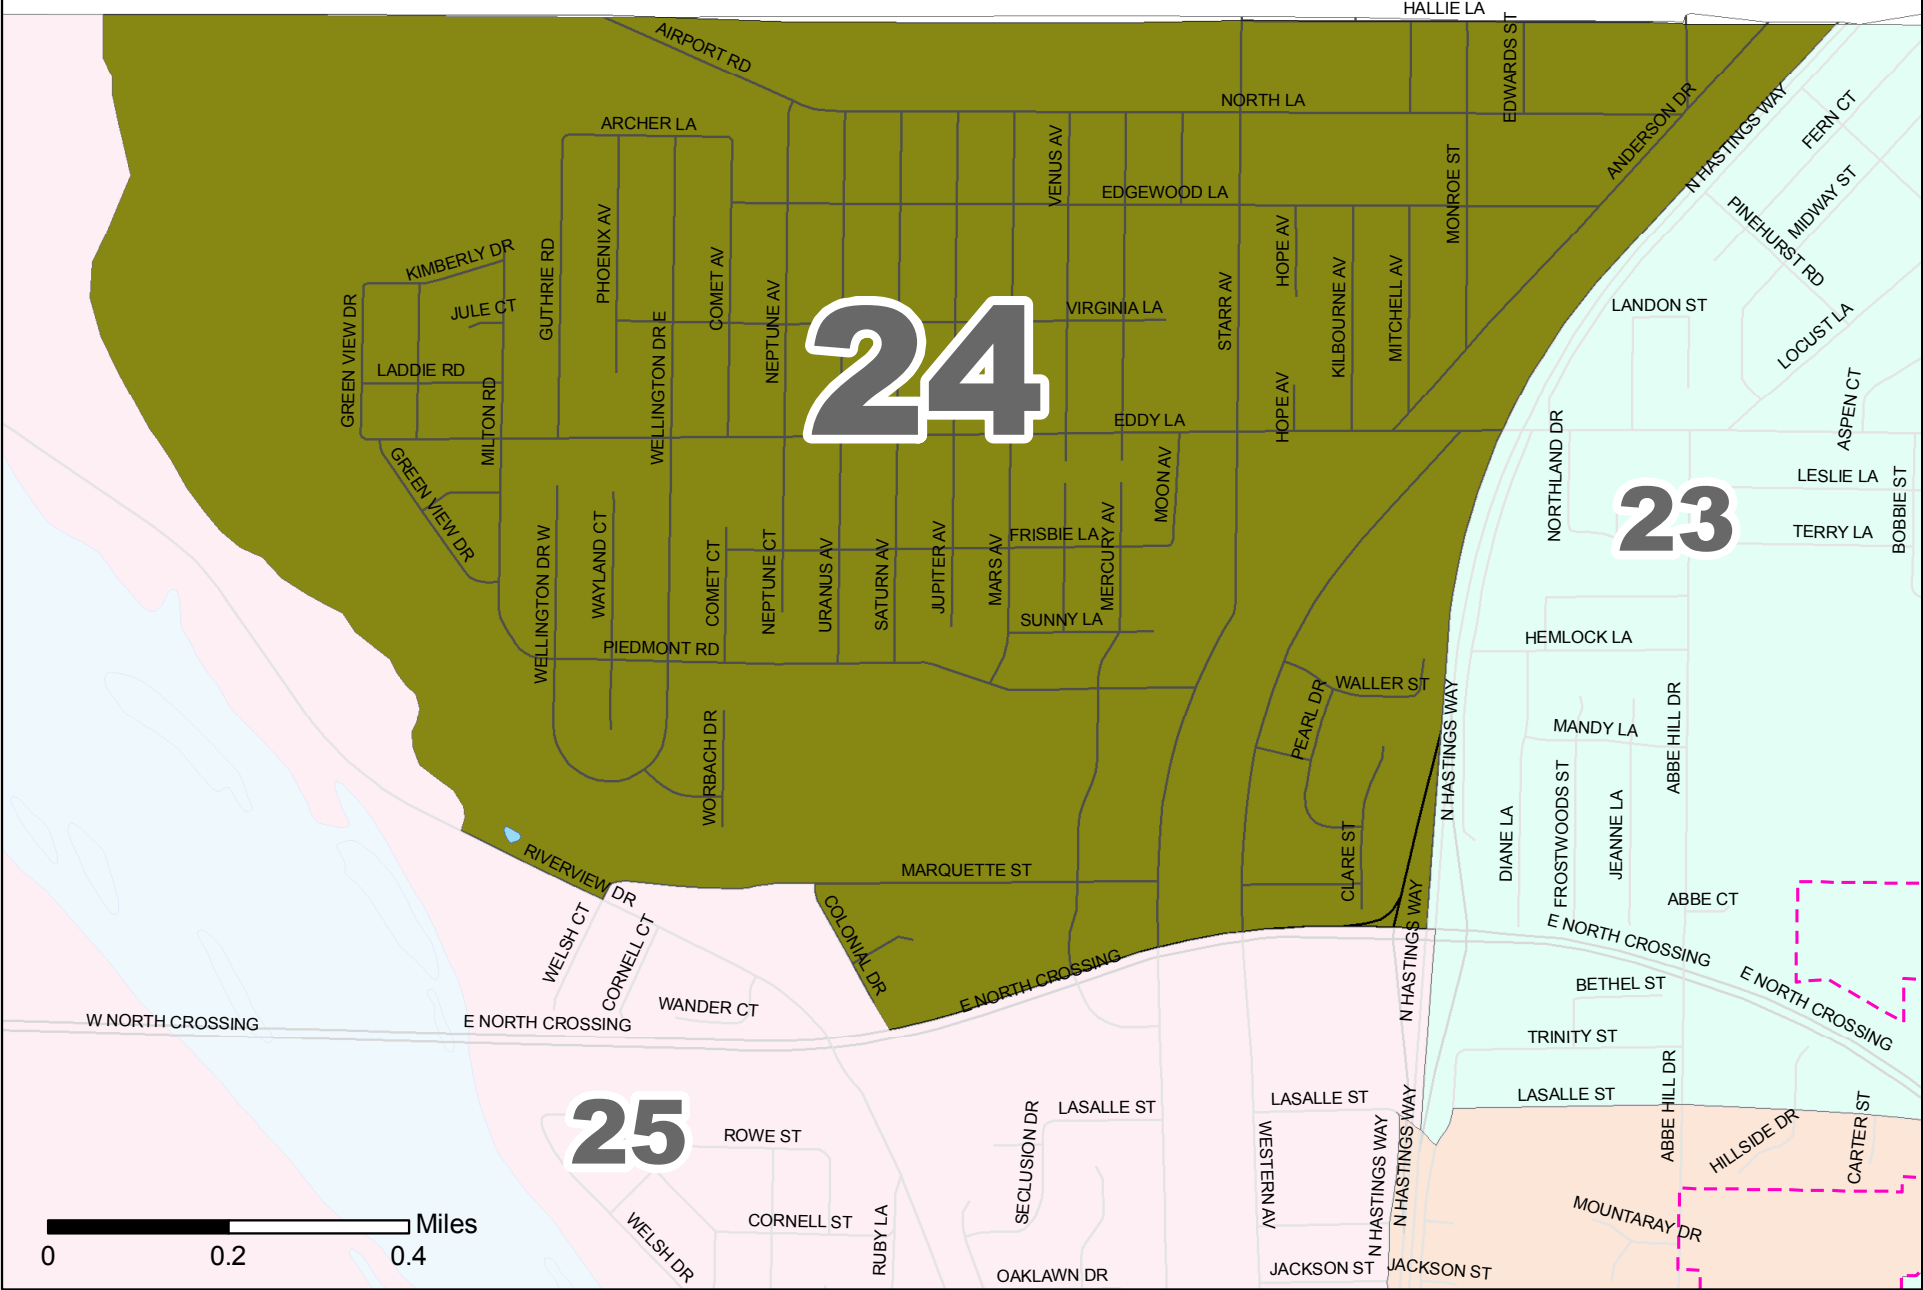 HALLIE LA
AIRPORT RD
EDWARDS ST
NORTH LA
ARCHER LA
ANDERSON DR
N HASTINGS WAY
FERN CT
VENUS AV
EDGEWOOD LA
MONROE ST
MIDWAY ST
PINEHURST RD
KIMBERLY DR
GUTHRIE RD
PHOENIX AV
COMET AV
NEPTUNE AV
HOPE AV
STARR AV
KILBOURNE AV
MITCHELL AV
JULE CT
GREEN VIEW DR
VIRGINIA LA
LANDON ST
LOCUST LA
WELLINGTON DR E
24
LADDIE RD
MILTON RD
EDDY LA
HOPE AV
ASPEN CT
NORTHLAND DR
GREEN VIEW DR
MOON AV
LESLIE LA
23
BOBBIE ST
TERRY LA
WELLINGTON DR W
WAYLAND CT
COMET CT
NEPTUNE CT
URANUS AV
SATURN AV
JUPITER AV
MARS AV
FRISBIE LA
MERCURY AV
SUNNY LA
HEMLOCK LA
PIEDMONT RD
WALLER ST
PEARL DR
N HASTINGS WAY
MANDY LA
ABBE HILL DR
WORBACH DR
CLARE ST
DIANE LA
FROSTWOODS ST
JEANNE LA
RIVERVIEW DR
MARQUETTE ST
ABBE CT
WELSH CT
CORNELL CT
COLONIAL DR
N HASTINGS WAY
E NORTH CROSSING
E NORTH CROSSING
E NORTH CROSSING
BETHEL ST
WANDER CT
W NORTH CROSSING
E NORTH CROSSING
TRINITY ST
LASALLE ST
LASALLE ST
LASALLE ST
ABBE HILL DR
25
ROWE ST
SECLUSION DR
WESTERN AV
N HASTINGS WAY
N HASTINGS WAY
HILLSIDE DR
CARTER ST
MOUNTARAY DR
CORNELL ST
WELSH DR
RUBY LA
OAKLAWN DR
JACKSON ST
JACKSON ST
Miles
0 0.2 0.4